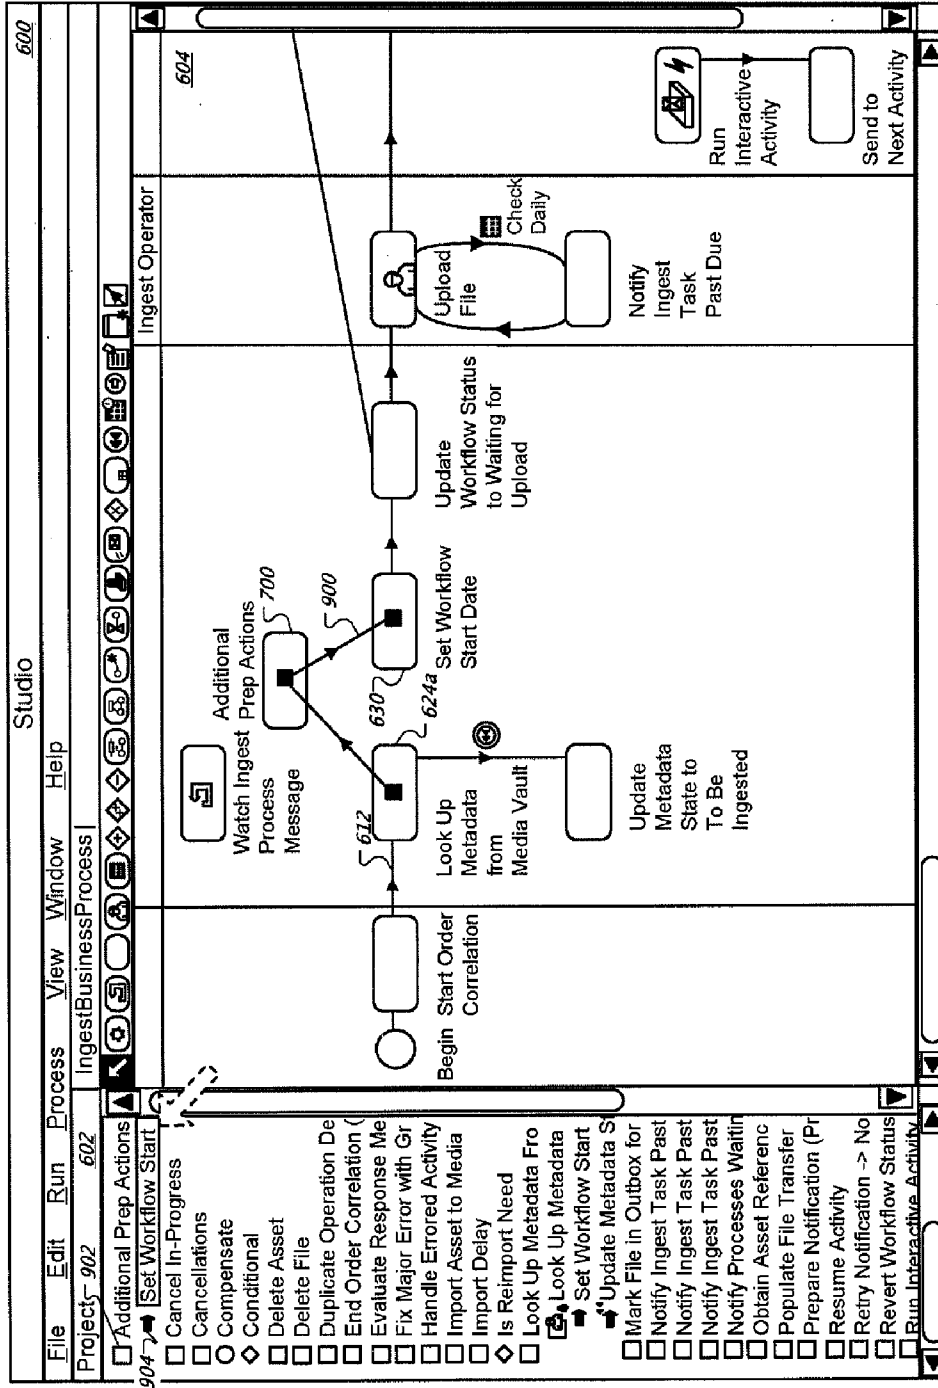 600
Studio
File Edit Run Process View Window Help
Project
902
602
IngestBusinessProcess
Additional Prep Actions
904
Set Workflow Start
Cancel In-Progress
Cancellations
Compensate
Conditional
Delete Asset
Delete File
Duplicate Operation De
End Order Correlation (
Evaluate Response Me
Fix Major Error with Gr
Handle Errored Activity
Import Asset to Media
Import Delay
Is Reimport Need
Look Up Metadata Fro
Look Up Metadata
Set Workflow Start
Update Metadata St
Mark File in Outbox for
Notify Ingest Task Past
Notify Ingest Task Past
Notify Ingest Task Past
Notify Processes Waitin
Obtain Asset Referenc
Populate File Transfer
Prepare Notification (Pr
Resume Activity
Retry Notification -> No
Revert Workflow Status
Run Interactive Activity
Ingest Operator
604
Begin
Start Order
Correlation
612
Watch Ingest
Process
Message
Additional
Prep Actions
700
900
630
624a
Look Up
Metadata
from
Media Vault
Set Workflow
Start Date
Update
Workflow Status
to Waiting for
Upload
Upload
File
Check
Daily
Update
Metadata
State to
To Be
Ingested
Notify
Ingest
Task
Past Due
Run
Interactive
Activity
Send to
Next Activity